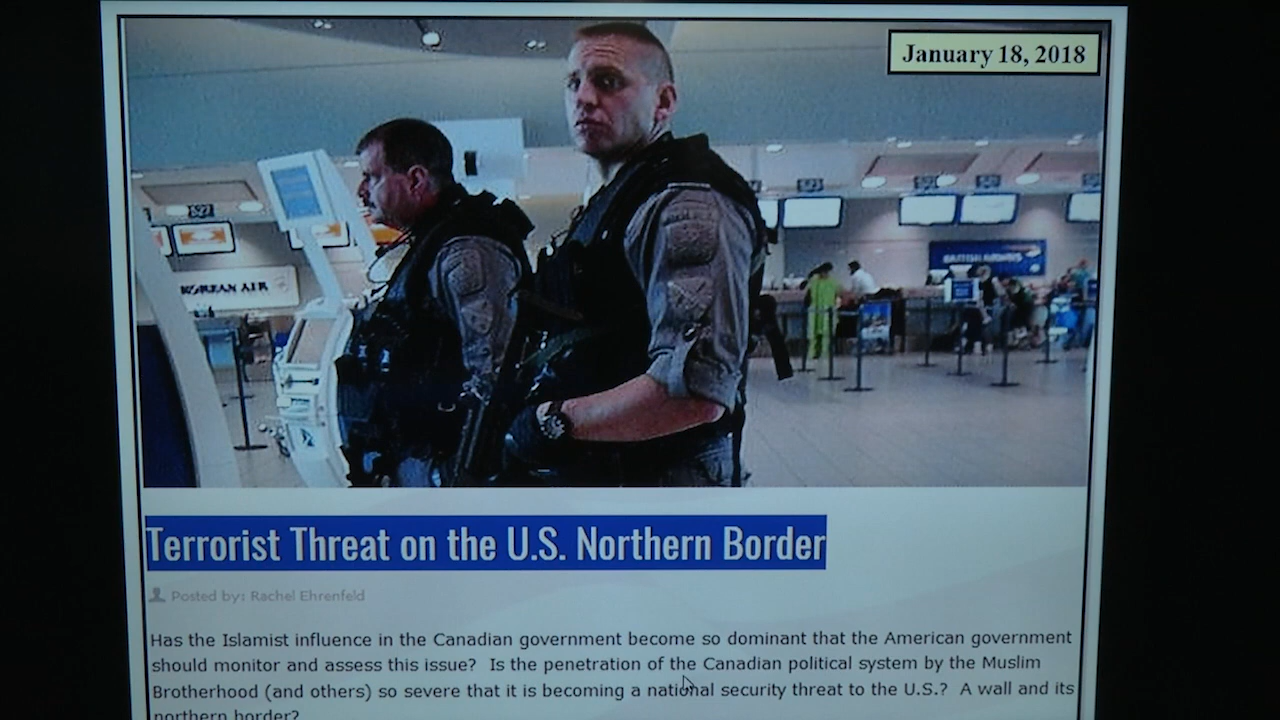 January 18, 2018
527
KOREAN AIR
BRITISH AIRWAYS
Terrorist Threat on the U.S. Northern Border
Posted by: Rachel Ehrenfeld
Has the Islamist influence in the Canadian government become so dominant that the American government
should monitor and assess this issue?  Is the penetration of the Canadian political system by the Muslim
Brotherhood (and others) so severe that it is becoming a national security threat to the U.S.?  A wall and its
northern border?